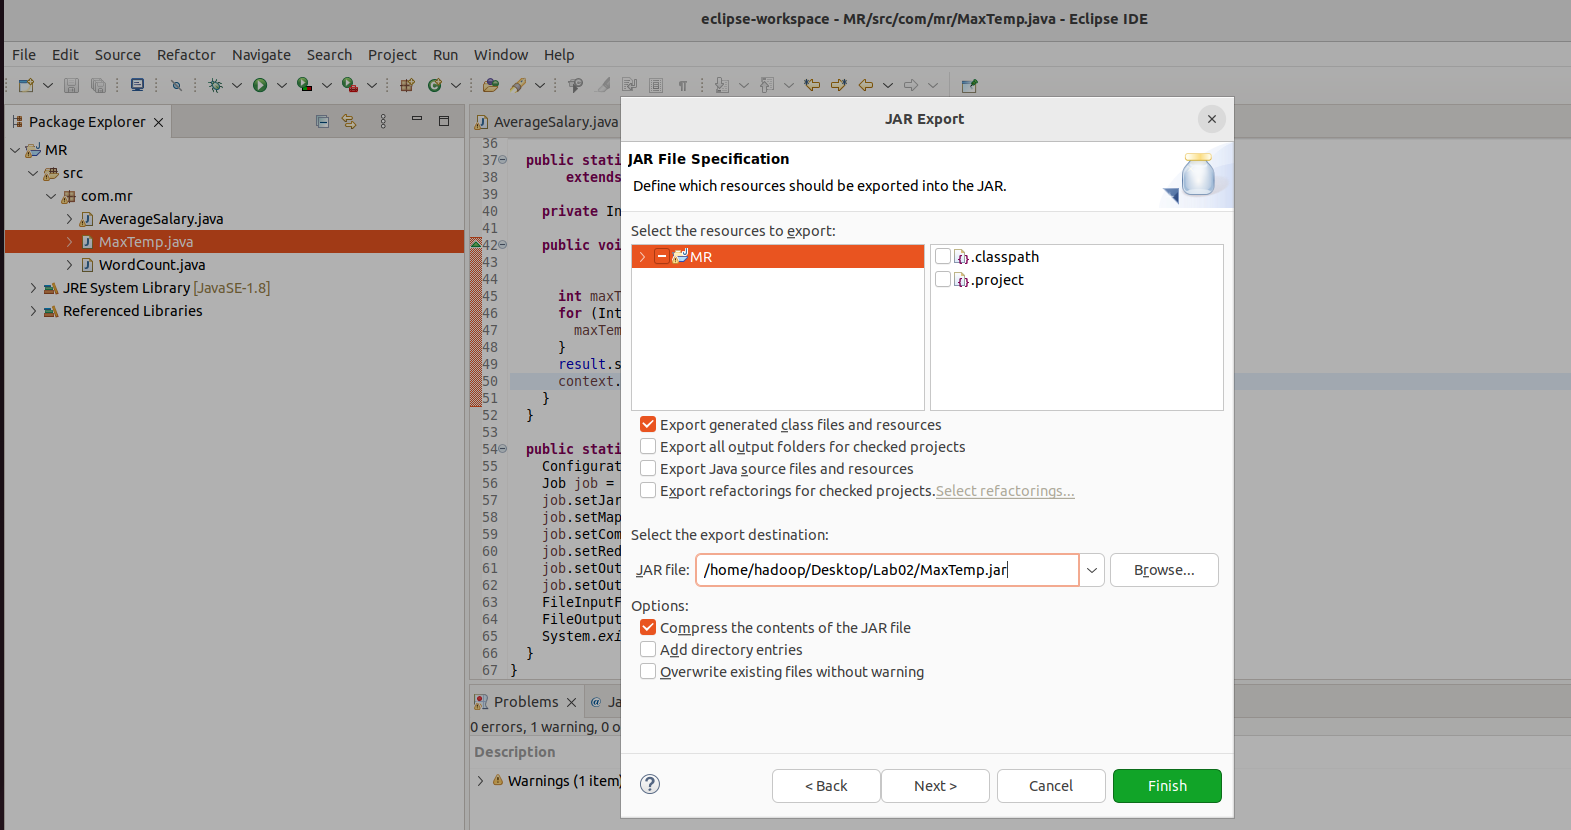 eclipse-workspace - MR/src/com/mr/MaxTemp.java - Eclipse IDE
File Edit Source Refactor Navigate Search Project Run Window Help
Package Explorer
MR
src
com.mr
AverageSalary.java
MaxTemp.java
WordCount.java
JRE System Library [JavaSE-1.8]
Referenced Libraries
AverageSalary.java
36
37 public stati
38 extends
39
40 private In
41
42 public voi
43
44
45 int maxT
46 for (Int
47 maxTem
48 }
49 result.s
50 context.
51 }
52 }
53
54 public stati
55 Configurat
56 Job job =
57 job.setJar
58 job.setMap
59 job.setCom
60 job.setRed
61 job.setOut
62 job.setOut
63 FileInputF
64 FileOutput
65 System.exi
66 }
67 }
Problems @ Ja
0 errors, 1 warning, 0 o
Description
Warnings (1 item)
JAR Export
JAR File Specification
Define which resources should be exported into the JAR.
Select the resources to export:
MR
.classpath
.project
Export generated class files and resources
Export all output folders for checked projects
Export Java source files and resources
Export refactorings for checked projects. Select refactorings...
Select the export destination:
JAR file: /home/hadoop/Desktop/Lab02/MaxTemp.jar Browse...
Options:
Compress the contents of the JAR file
Add directory entries
Overwrite existing files without warning
? < Back Next > Cancel Finish